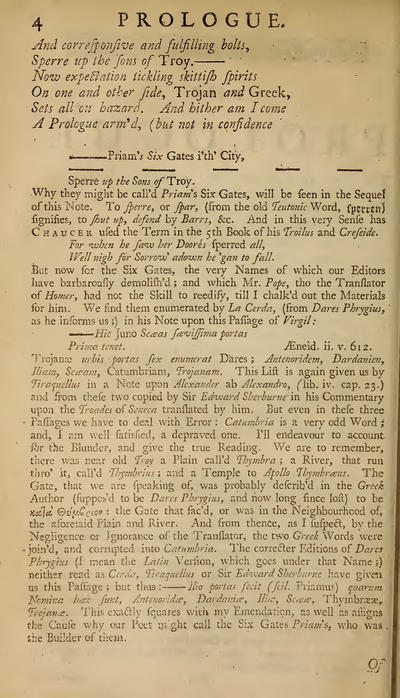 4 PROLOGUE.
And correſponſive and fulfilling bolts,
Sperre up the ſons of Troy.——
Now expectation tickling skittiſh ſpirits
On one and other ſide, Trojan and Greek,
Sets all on hazard. And hither am I come
A Prologue arm'd, (but not in confidence
——Priam's Six Gates i'th' City,
Sperre up the Sons of Troy.
Why they might be call'd Priam's Six Gates, will be ſeen in the Sequel
of this Note. To ſperre, or ſpar, (from the old Teutonic Word, ſperren)
ſignifies, to ſhut up, defend by Barrs, &c. And in this very Senſe has
CHAUCER uſed the Term in the 5th Book of his Troilus and Creſeide.
For when he ſaw her Doorés ſperred all,
Well nigh for Sorrow' adown he 'gan to fall.
But now for the Six Gates, the very Names of which our Editors
have barbarouſly demoliſh'd; and which Mr. Pope, tho the Tranſlator
of Homer, had not the Skill to reedify, till I chalk'd out the Materials
for him. We find them enumerated by La Cerda, (from Dares Phrygius,
as he informs us;) in his Note upon this Paſſage of Virgil:
——Hic Juno Scæas ſæviſſima portas
Prima tenet. Æneid. ii. v. 612.
Trojanæ urbis portas ſex enumerat Dares; Antenoridem, Dardanien,
Iliam, Scæam, Catumbriam, Trojanam. This Liſt is again given us by
Tiraquellus in a Note upon Alexander ab Alexandro, (lib. iv. cap. 23.)
and from theſe two copied by Sir Edward Sherburne in his Commentary
upon the Troades of Seneca tranſlated by him. But even in theſe three
Paſſages we have to deal with Error: Catumbria is a very odd Word;
and, I am well ſatisfied, a depraved one. I'll endeavour to account
for the Blunder, and give the true Reading. We are to remember,
there was near old Troy a Plain call'd Thymbra; a River, that run
thro' it, call'd Thymbrius; and a Temple to Apollo Thymbræus. The
Gate, that we are ſpeaking of, was probably deſcrib'd in the Greek
Author (ſuppos'd to be Dares Phrygius, and now long ſince loſt) to be
the Gate that fac'd, or was in the Neighbourhood of,
the aforeſaid Plain and River. And from thence, as I ſuſpect, by the
Negligence or Ignorance of the Tranſlator, the two Greek Words were
join'd, and corrupted into Catumbria. The correcter Editions of Dares
Phrygius (I mean the Latin Verſion, which goes under that Name;)
neither read as Cerda, Tiraquellus or Sir Edward Sherburne have given
us this Paſſage; but thus:——Ilio portas fecit (ſcil. Priamus) quarum
Nomina hæc ſunt, Antenoridæ, Dardaniæ, Iliæ, Scææ, Thymbrææ,
Trojanæ. This exactly ſquares with my Emendation, as well as aſſigns
the Cauſe why our Poet might call the Six Gates Priam's, who was
the Builder of them.
Of